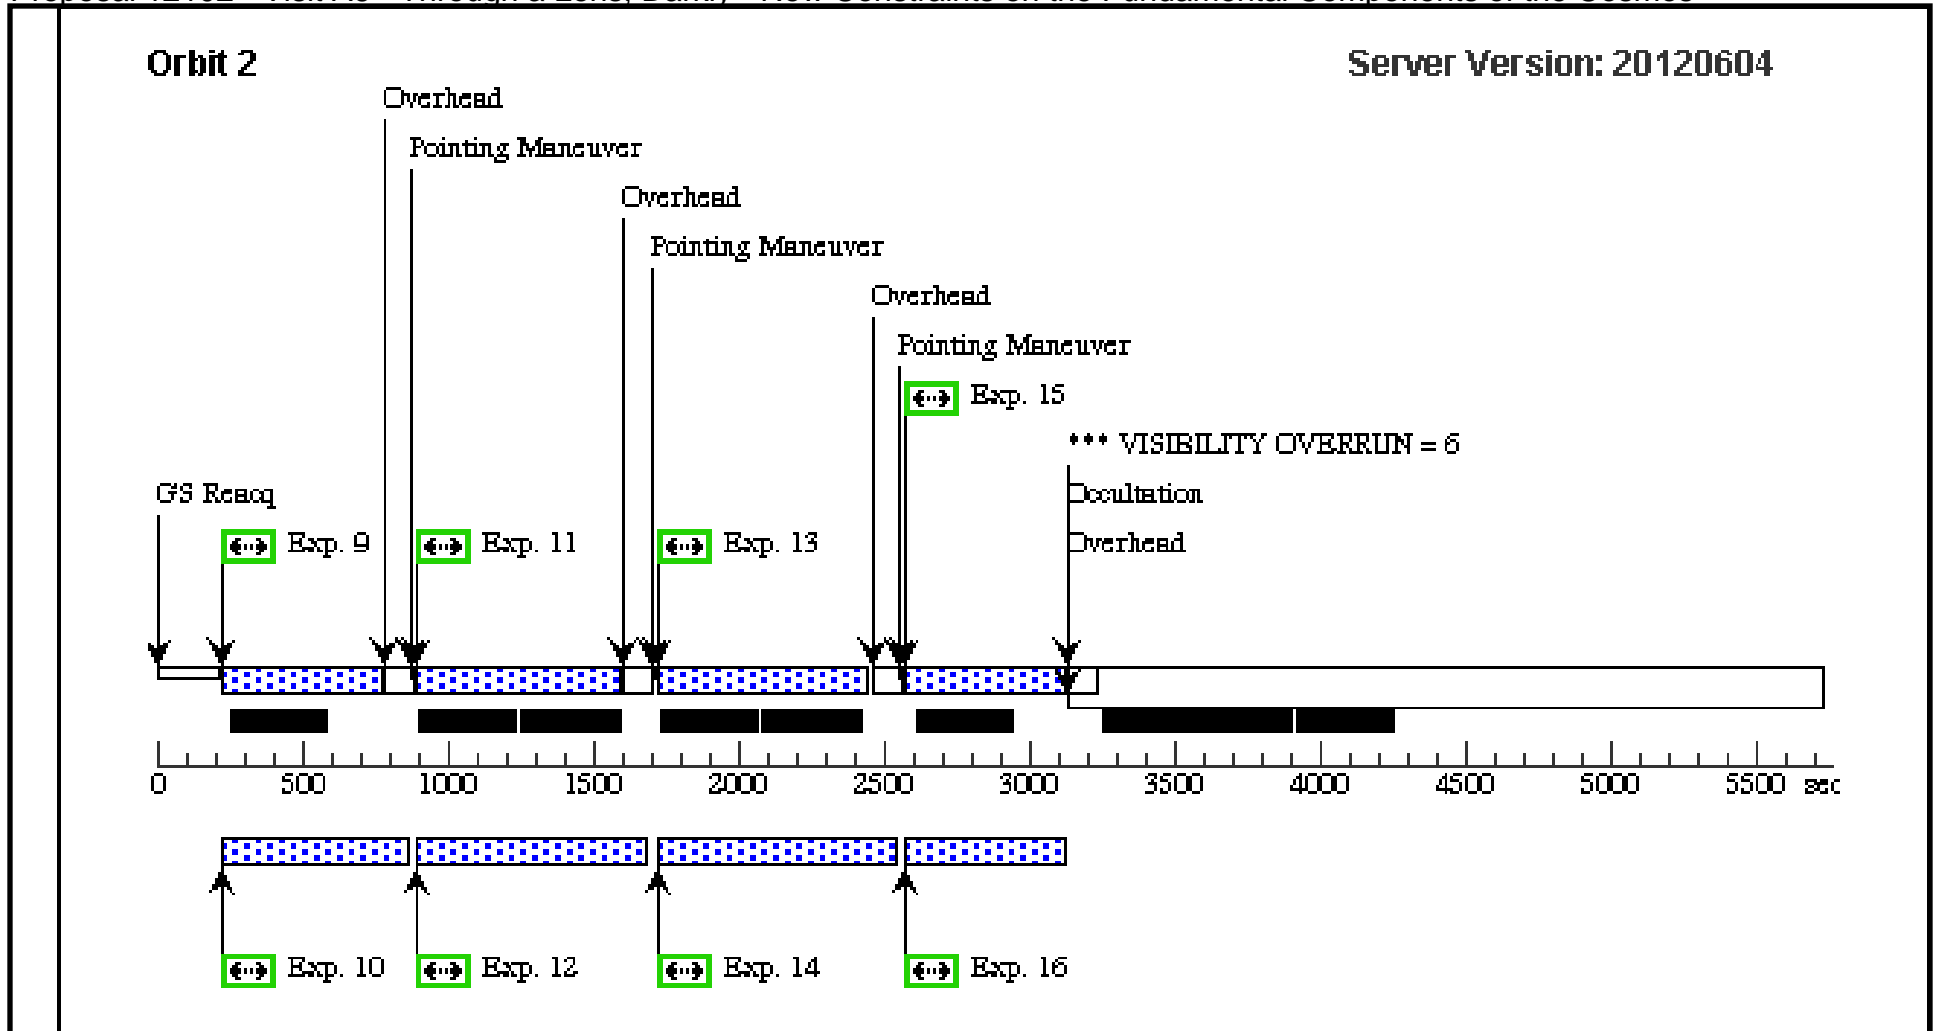 Orbit 2
Server Version: 20120604
Overhead
Pointing Maneuver
Overhead
Pointing Maneuver
Overhead
Pointing Maneuver
Exp. 15
*** VISIBILITY OVERRUN = 6
GS Reacq
Occultation
Exp. 9
Exp. 11
Exp. 13
Overhead
0 500 1000 1500 2000 2500 3000 3500 4000 4500 5000 5500 sec
Exp. 10
Exp. 12
Exp. 14
Exp. 16